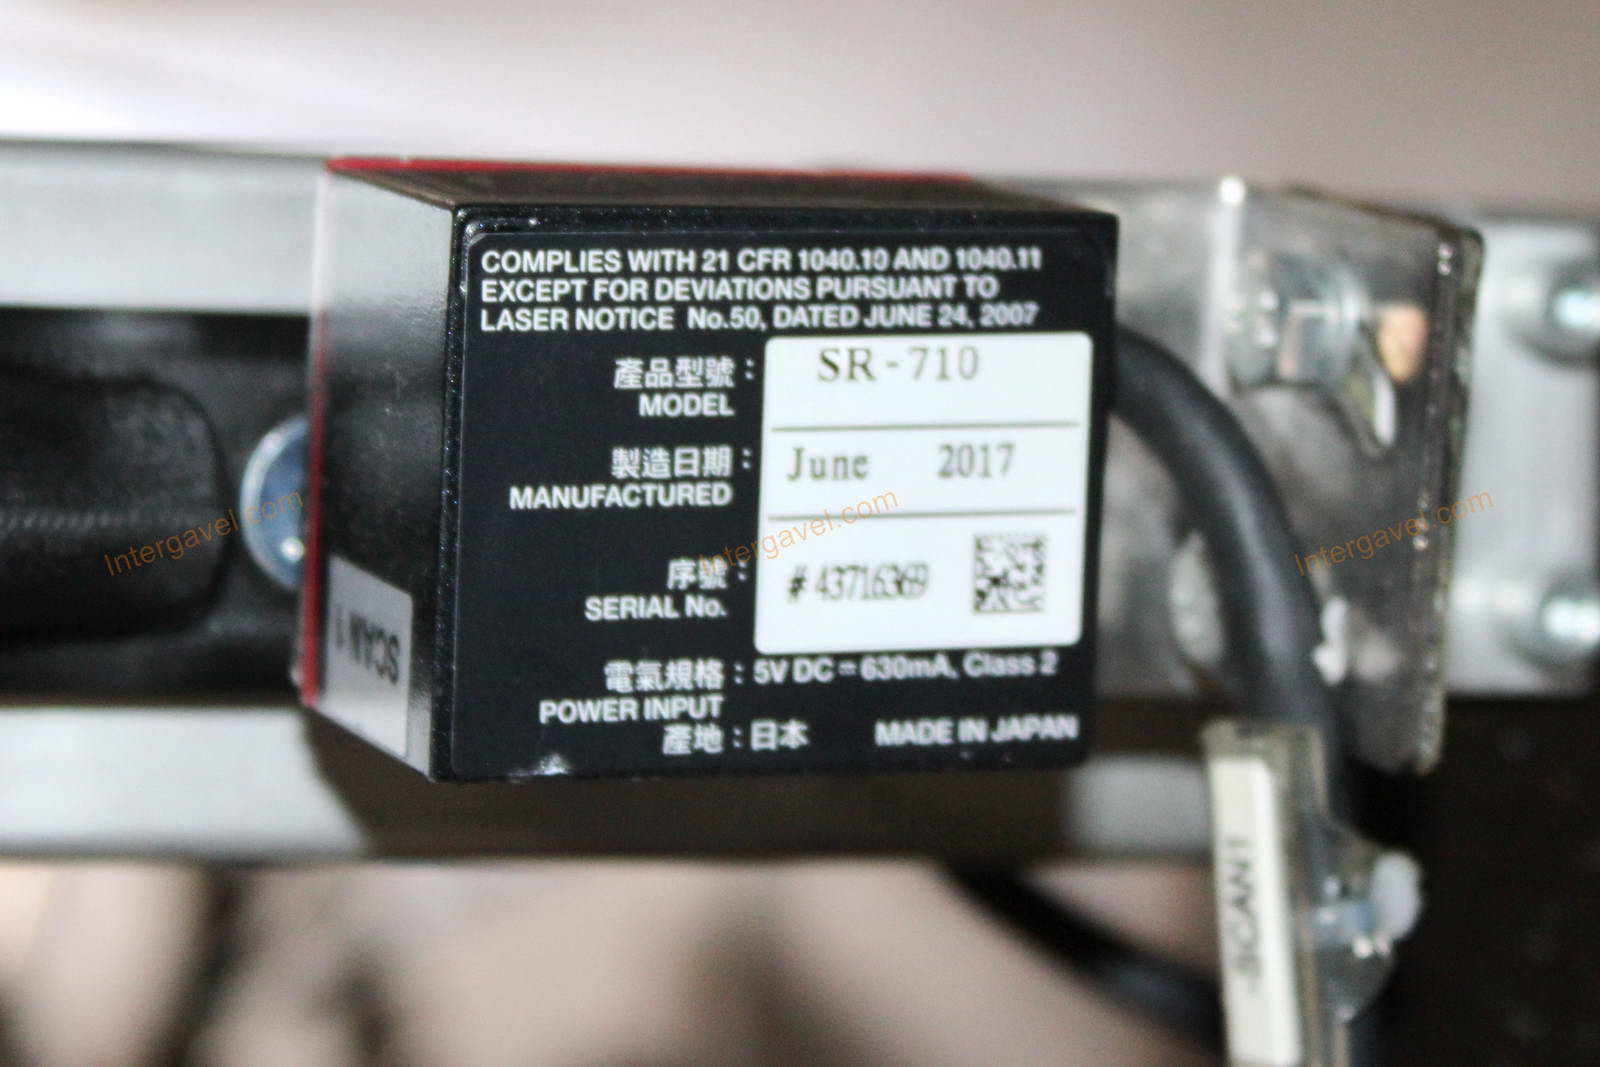 COMPLIES WITH 21 CFR 1040.10 AND 1040.11
EXCEPT FOR DEVIATIONS PURSUANT TO
LASER NOTICE No.50, DATED JUNE 24, 2007
產品型號：
MODEL
SR-710
製造日期：
MANUFACTURED
June 2017
序號：
SERIAL No.
#43716369
電氣規格：5V DC ⎓ 630mA, Class 2
POWER INPUT
產地：日本 MADE IN JAPAN
SCAN 1
-SCAN1
Intergavel.com
Intergavel.com
Intergavel.com